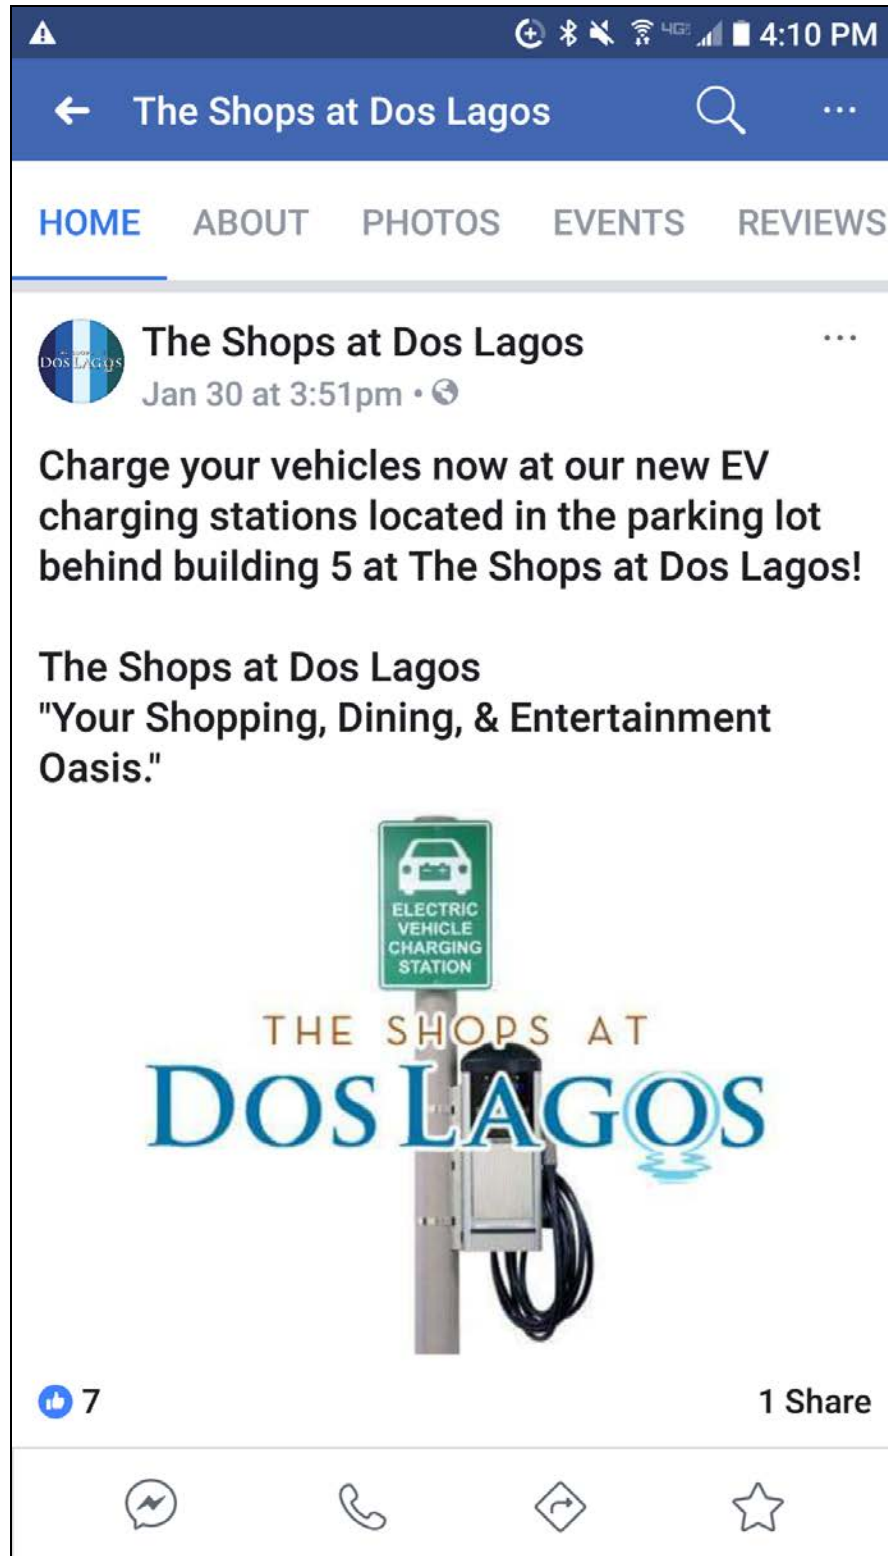 4G 4:10 PM
The Shops at Dos Lagos
HOME ABOUT PHOTOS EVENTS REVIEWS
DOS LAGOS
The Shops at Dos Lagos
Jan 30 at 3:51pm •
Charge your vehicles now at our new EV
charging stations located in the parking lot
behind building 5 at The Shops at Dos Lagos!
The Shops at Dos Lagos
"Your Shopping, Dining, & Entertainment
Oasis."
ELECTRIC
VEHICLE
CHARGING
STATION
THE SHOPS AT
DOS LAGOS
7 1 Share